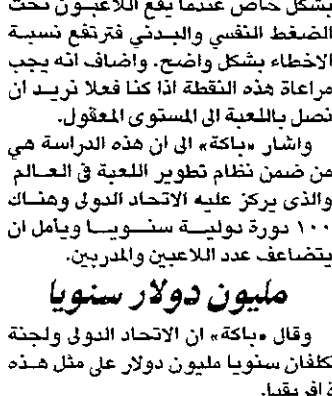 بشكل خاص عندما يقع اللاعبون تحت
الضغط النفسي والبدني فترتفع نسبة
الاخطاء بشكل واضح. واضاف انه يجب
مراعاة هذه النقطة اذا كنا فعلا نريد ان
نصل باللعبة الى المستوى المعقول.
واشار «باكة» الى ان هذه الدراسة هي
من ضمن نظام تطوير اللعبة في العالم
والذي يركز عليه الاتحاد الدولى وهناك
١٠٠ دورة دولية سنويا ويأمل ان
يتضاعف عدد اللاعبين والمدربين.
مليون دولار سنويا
وقال «باكة» ان الاتحاد الدولى ولجنة
تكلفان سنويا مليون دولار على مثل هذه
افريقيا.